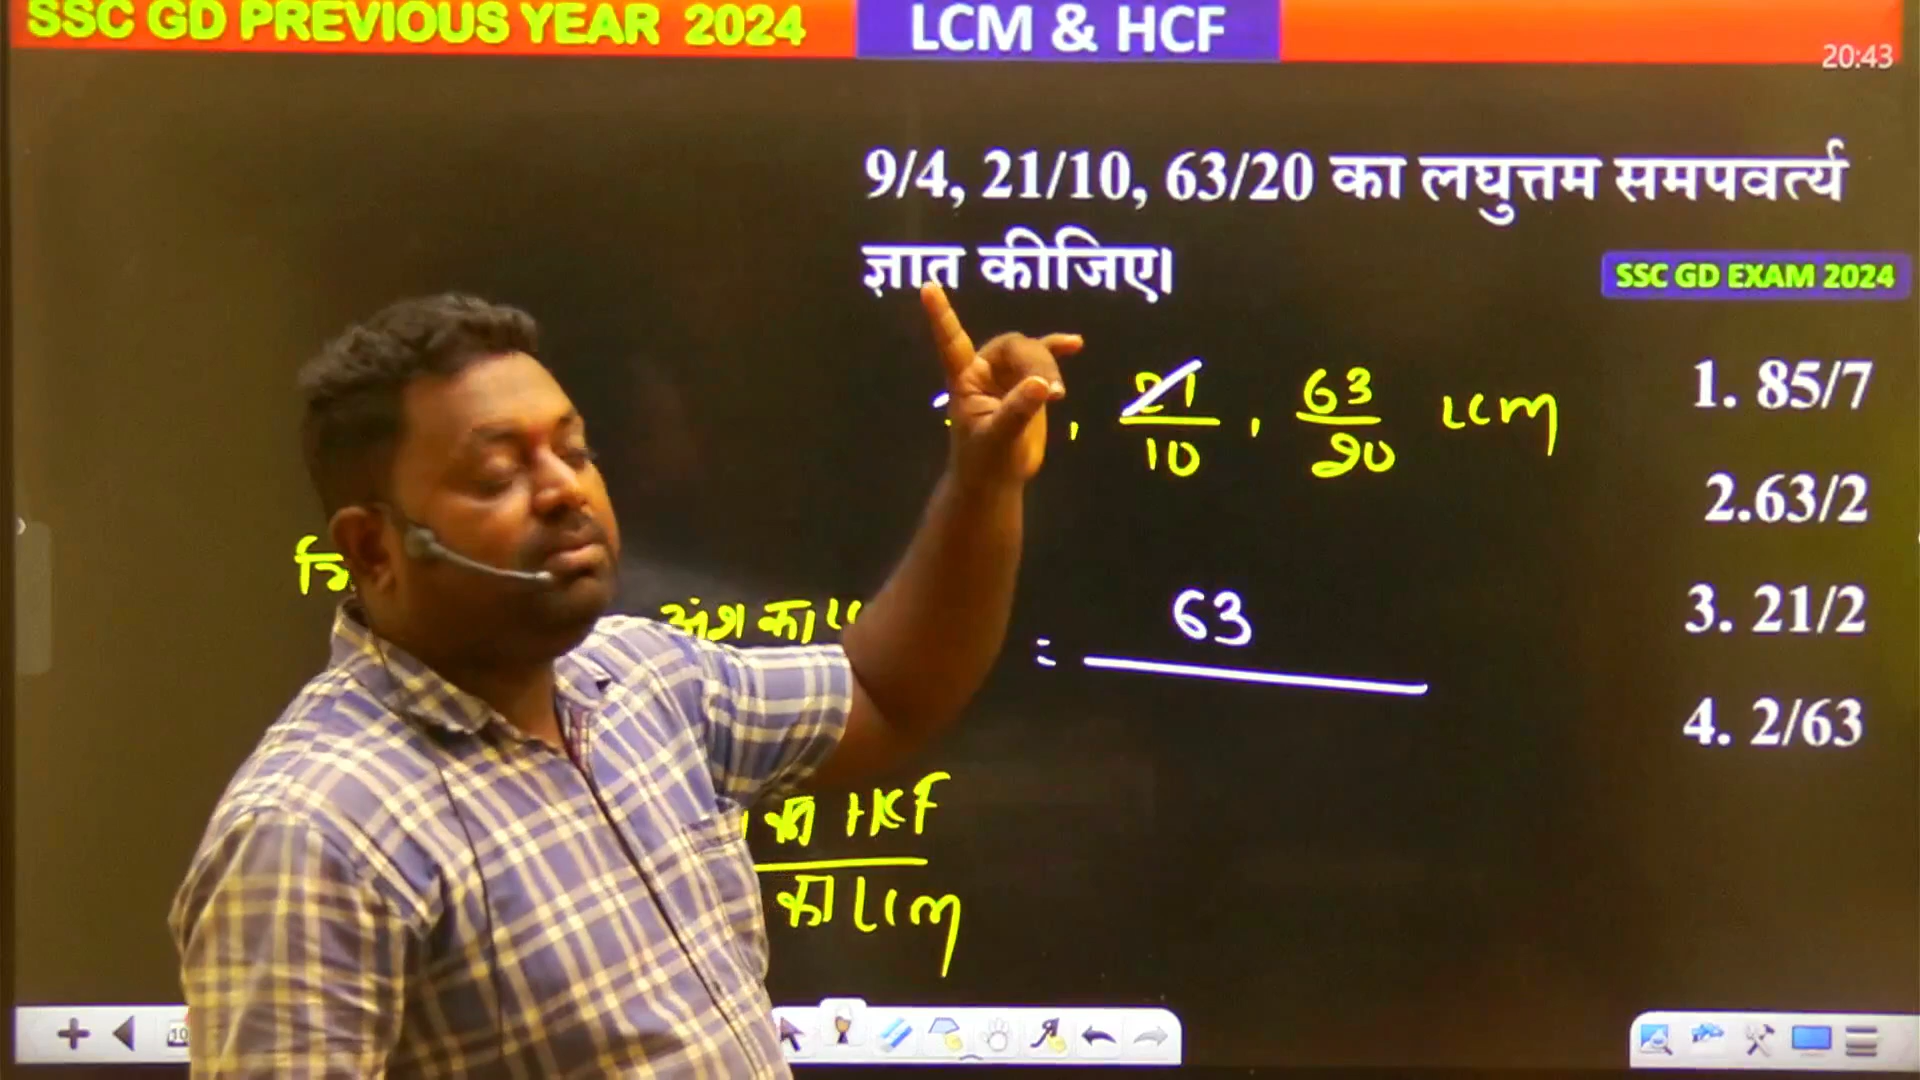 SSC GD PREVIOUS YEAR 2024
LCM & HCF
20:43
9/4, 21/10, 63/20 का लघुत्तम समपवर्त्य
ज्ञात कीजिए।
SSC GD EXAM 2024
, 21/10 , 63/20 LCM
1. 85/7
2.63/2
3. 21/2
4. 2/63
अंश का
= 63
का HCF
का LCM